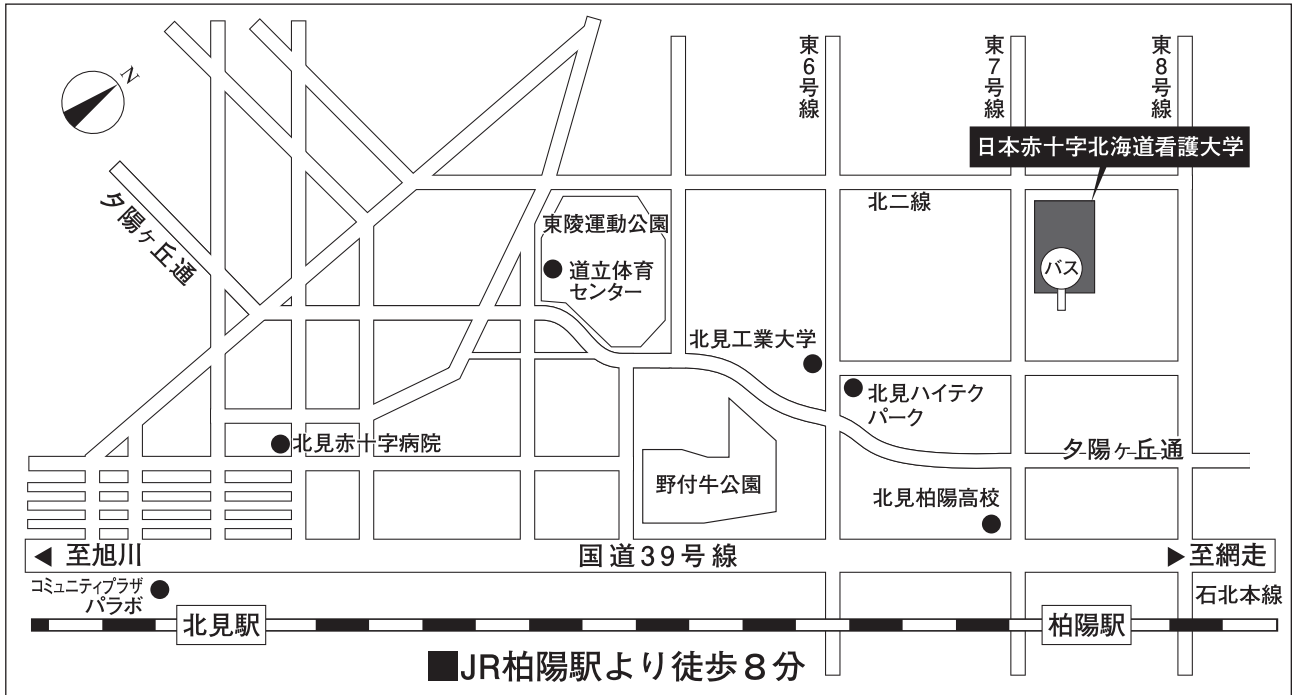 N
東6号線
東7号線
東8号線
日本赤十字北海道看護大学
夕陽ヶ丘通
北二線
東陵運動公園
道立体育
センター
バス
北見工業大学
北見ハイテク
パーク
北見赤十字病院
夕陽ヶ丘通
野付牛公園
北見柏陽高校
◀ 至旭川
国道39号線
▶至網走
コミュニティプラザ
パラボ
石北本線
北見駅
柏陽駅
■JR柏陽駅より徒歩8分